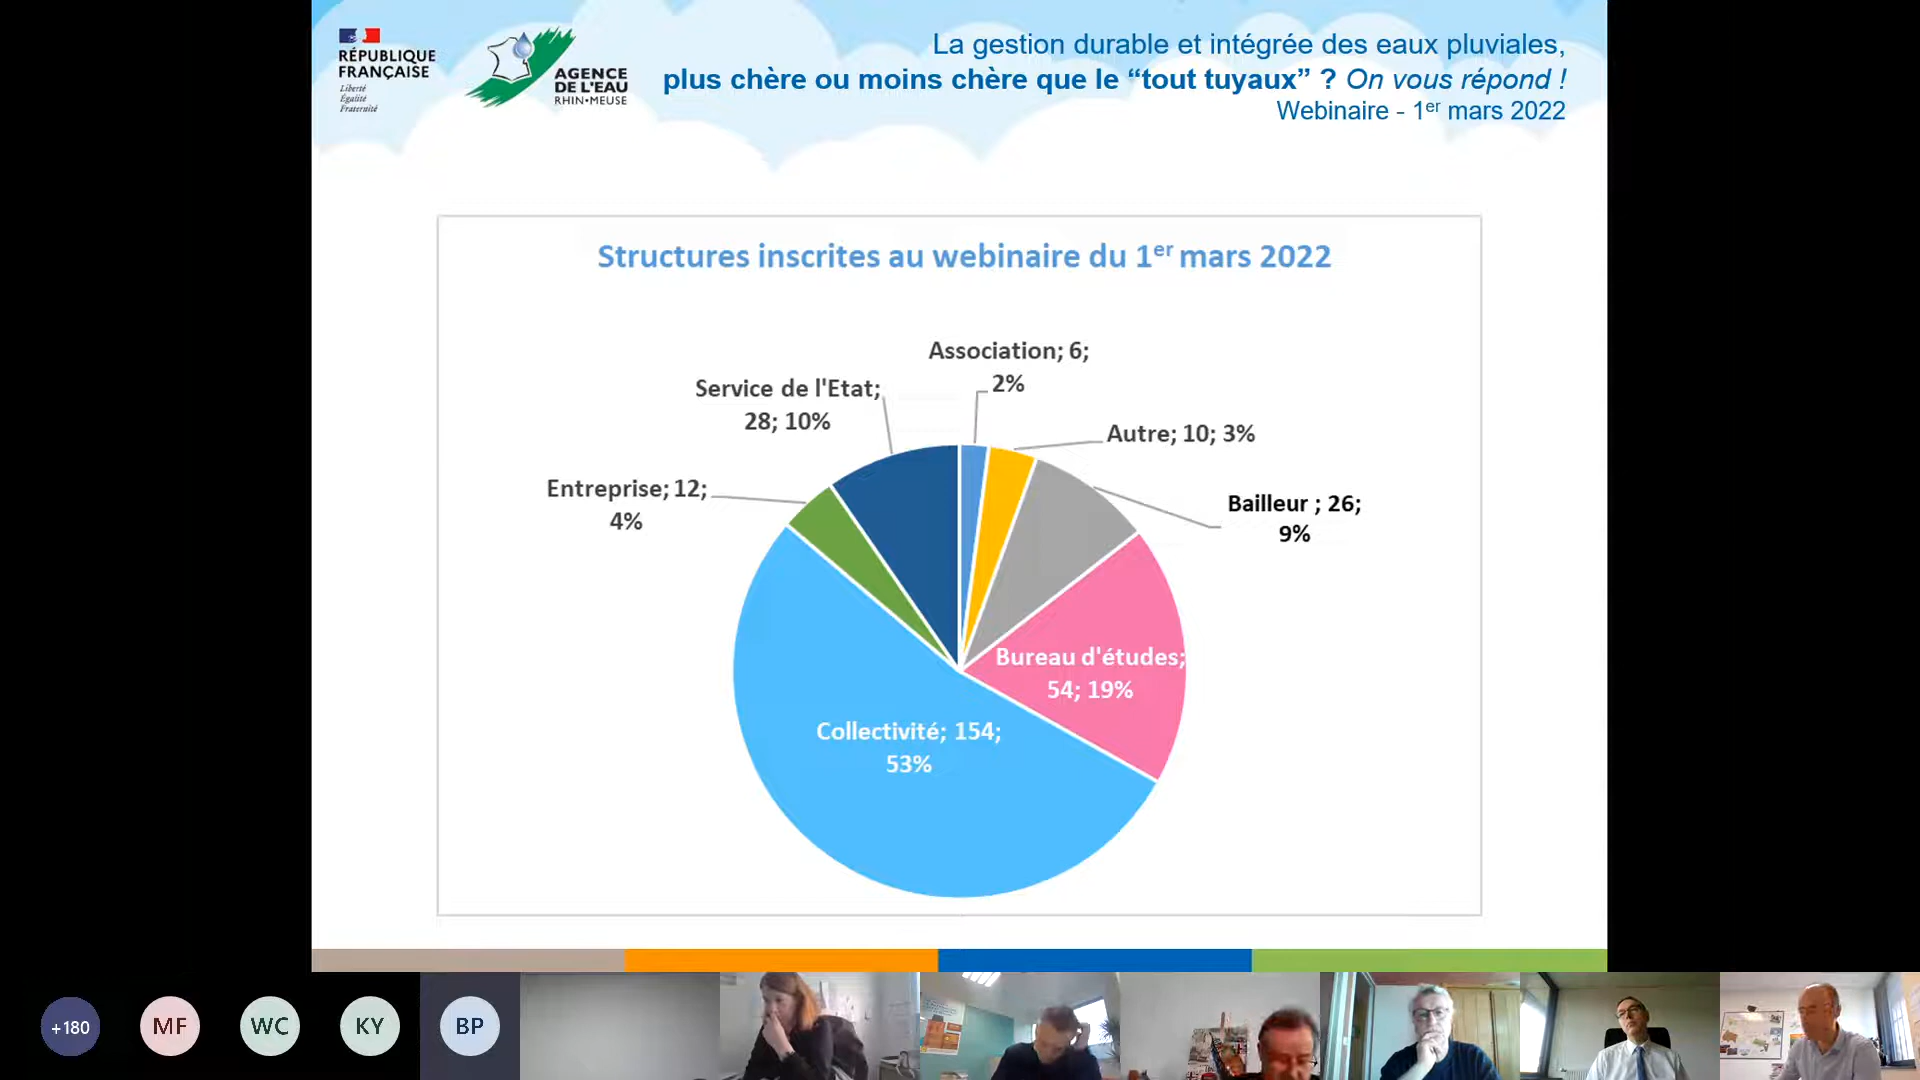 RÉPUBLIQUE
FRANÇAISE
Liberté
Égalité
Fraternité
AGENCE
DE L'EAU
RHIN•MEUSE
La gestion durable et intégrée des eaux pluviales,
plus chère ou moins chère que le “tout tuyaux” ? On vous répond !
Webinaire - 1er mars 2022
Structures inscrites au webinaire du 1er mars 2022
Association; 6;
2%
Service de l'Etat;
28; 10%
Autre; 10; 3%
Entreprise; 12;
4%
Bailleur ; 26;
9%
Bureau d'études;
54; 19%
Collectivité; 154;
53%
+180
MF
WC
KY
BP